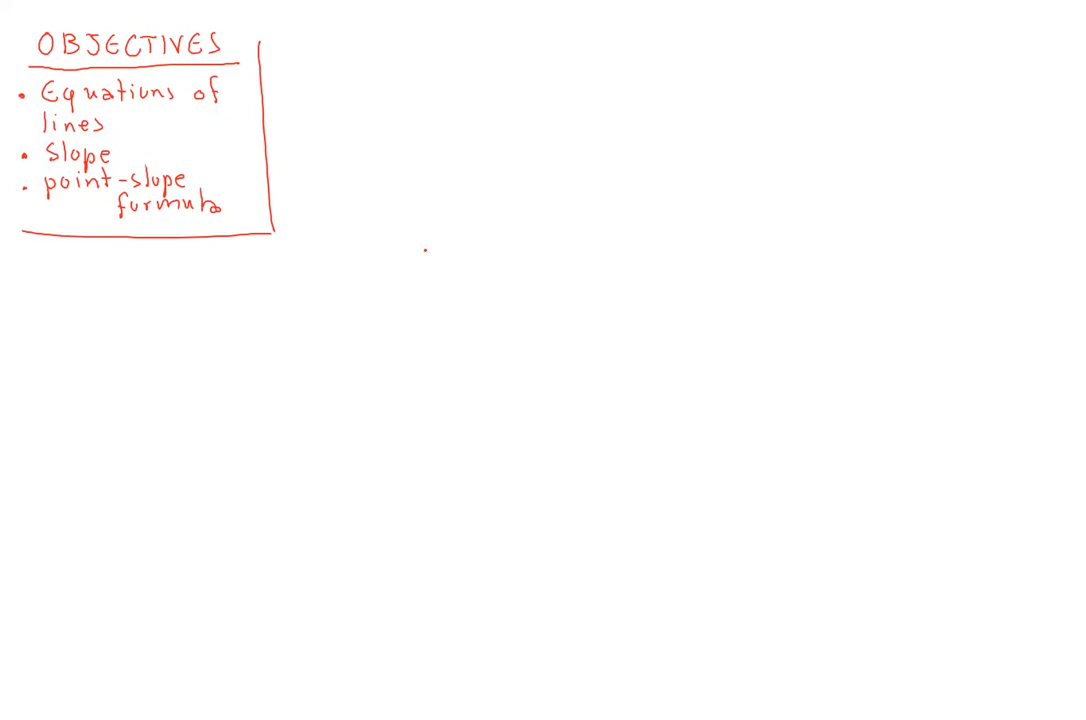 OBJECTIVES
• Equations of
lines
• Slope
• point-slope
formula